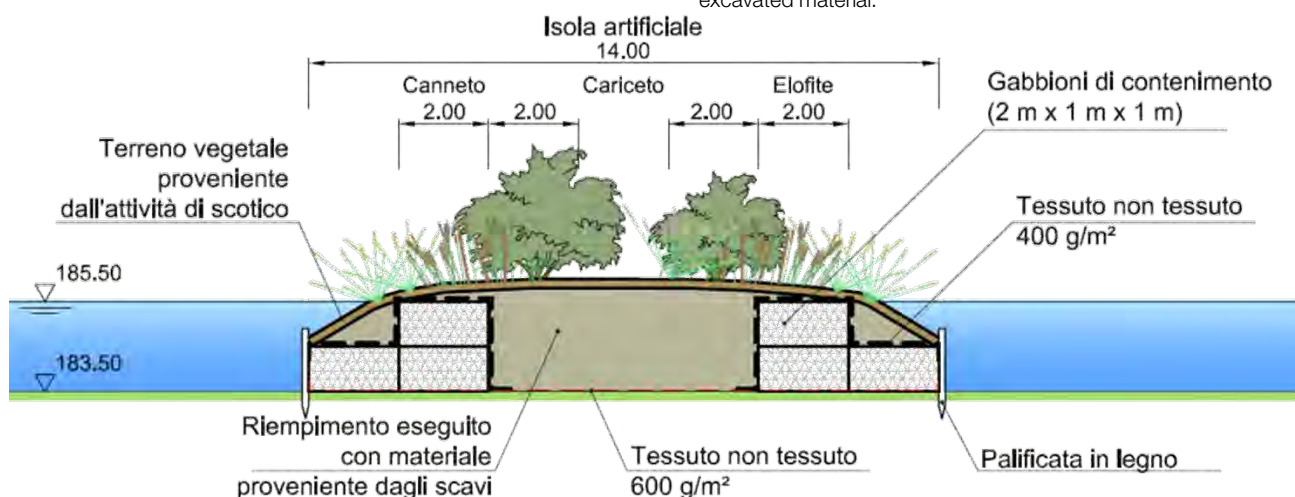 excavated material.
Isola artificiale
14.00
Canneto
Cariceto
Elofite
2.00
2.00
2.00
2.00
Gabbioni di contenimento
(2 m x 1 m x 1 m)
Terreno vegetale
proveniente
dall'attività di scotico
Tessuto non tessuto
400 g/m²
185.50
183.50
Riempimento eseguito
con materiale
proveniente dagli scavi
Tessuto non tessuto
600 g/m²
Palificata in legno